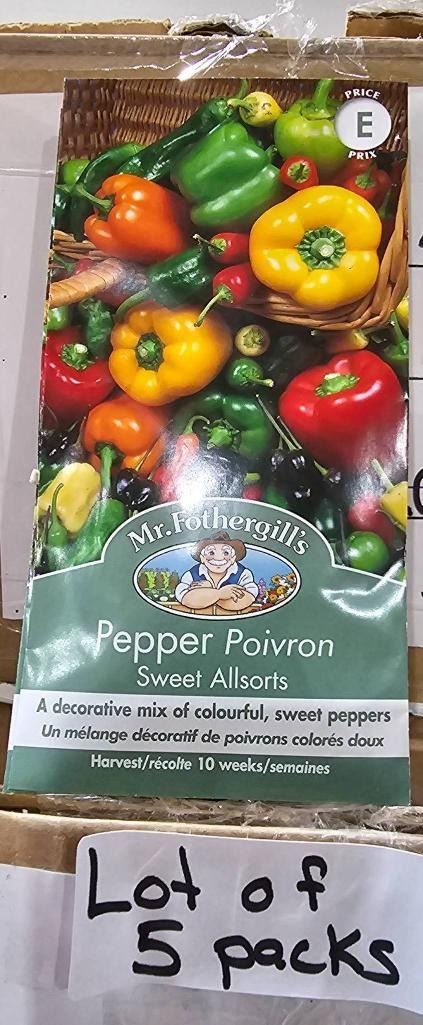 PRICE
E
PRIX
Mr. Fothergill's
Pepper Poivron
Sweet Allsorts
A decorative mix of colourful, sweet peppers
Un mélange décoratif de poivrons colorés doux
Harvest/récolte 10 weeks/semaines
Lot of
5 packs